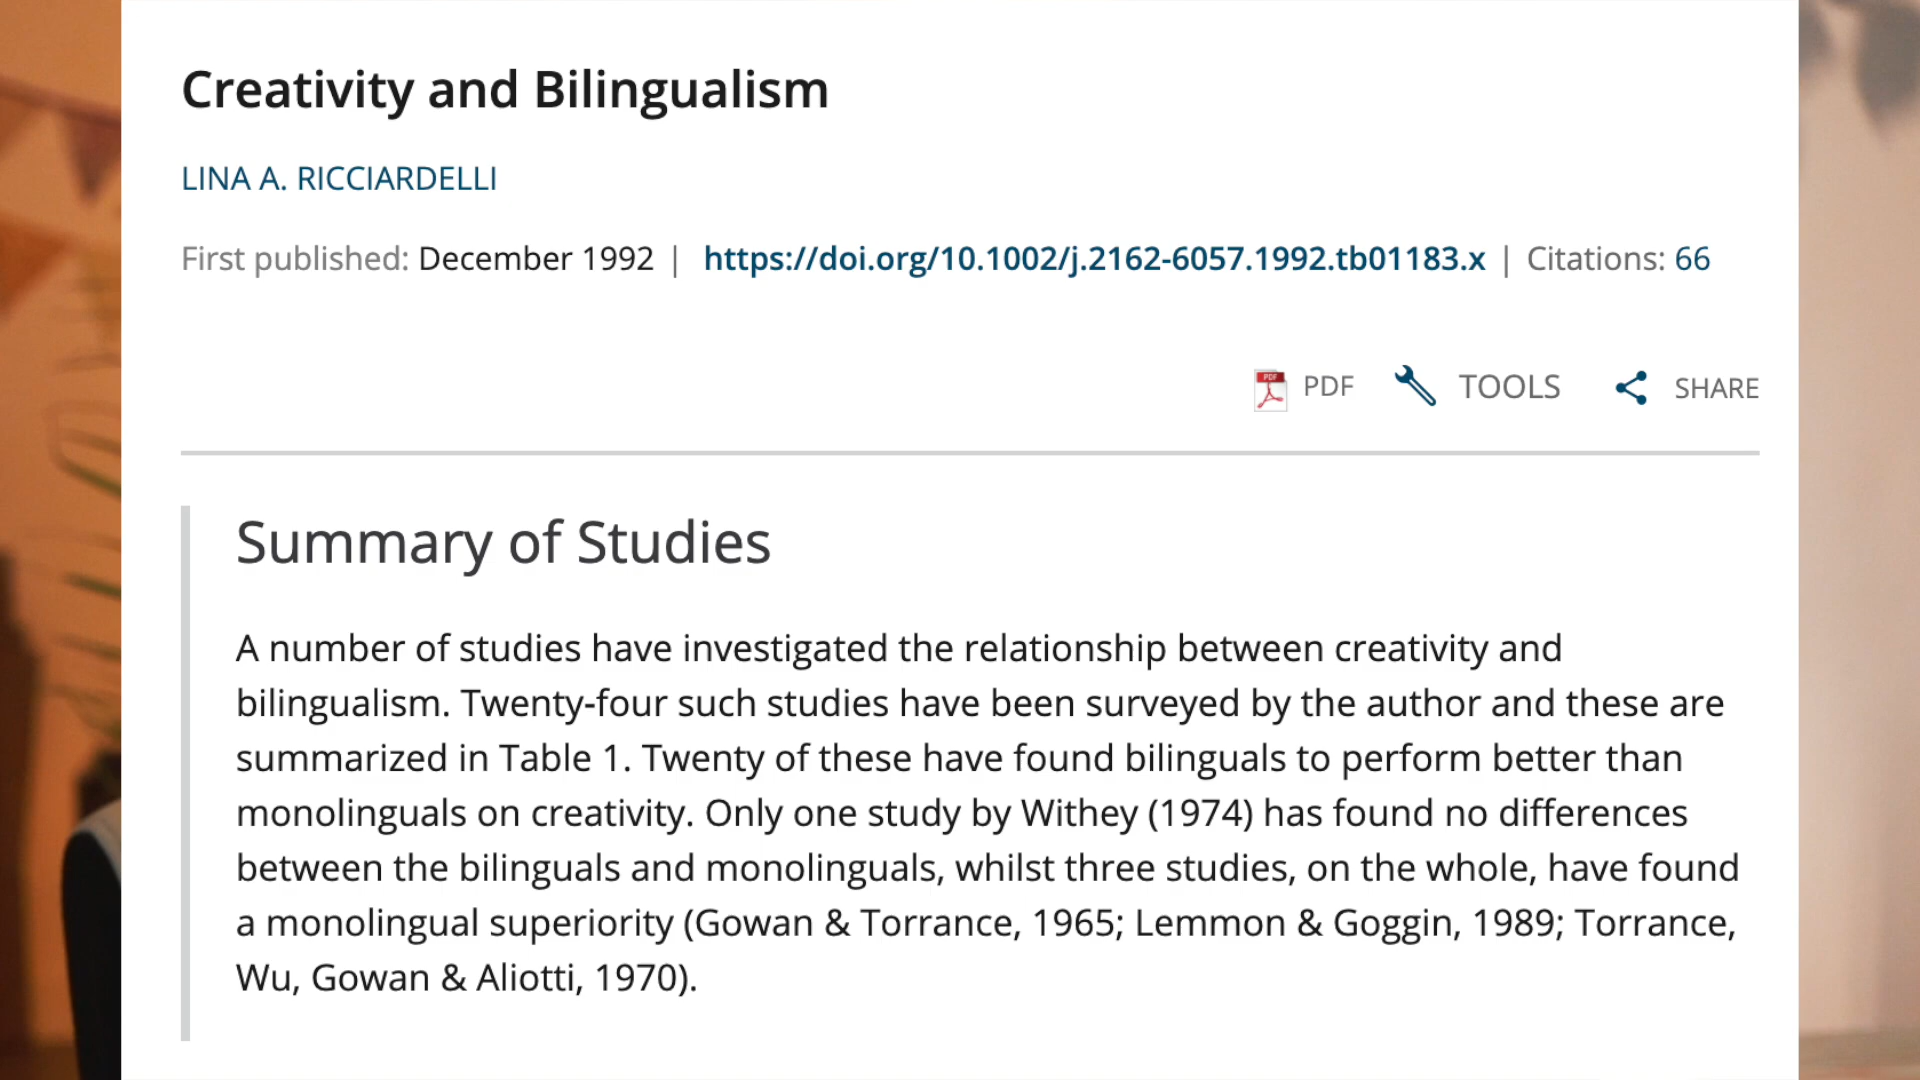 Creativity and Bilingualism
LINA A. RICCIARDELLI
First published: December 1992 | https://doi.org/10.1002/j.2162-6057.1992.tb01183.x | Citations: 66
PDF PDF TOOLS SHARE
Summary of Studies
A number of studies have investigated the relationship between creativity and
bilingualism. Twenty-four such studies have been surveyed by the author and these are
summarized in Table 1. Twenty of these have found bilinguals to perform better than
monolinguals on creativity. Only one study by Withey (1974) has found no differences
between the bilinguals and monolinguals, whilst three studies, on the whole, have found
a monolingual superiority (Gowan & Torrance, 1965; Lemmon & Goggin, 1989; Torrance,
Wu, Gowan & Aliotti, 1970).